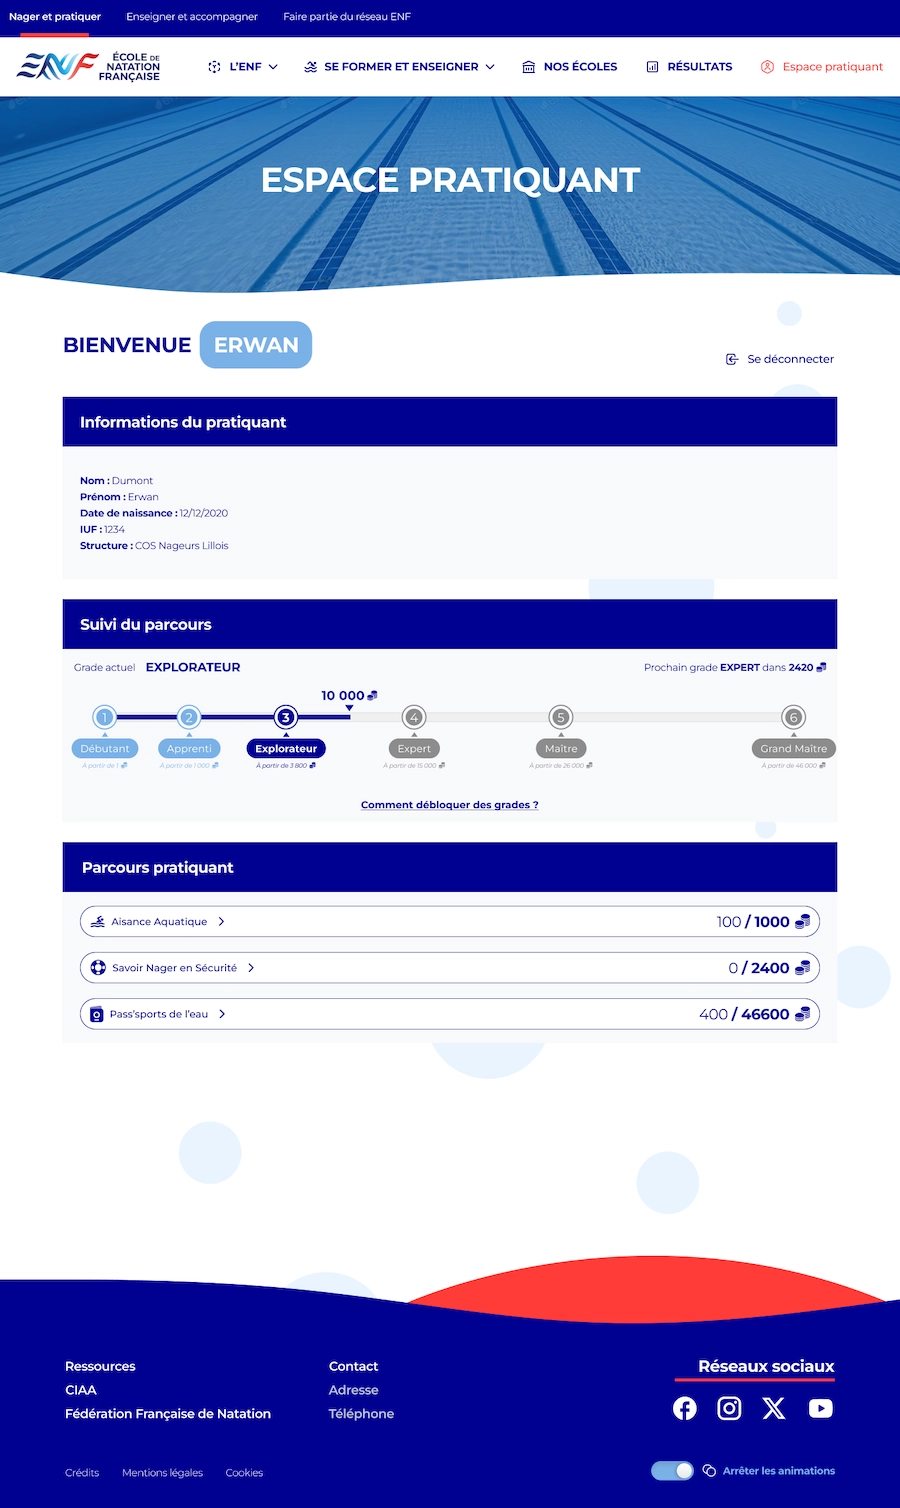 Nager et pratiquer
Enseigner et accompagner
Faire partie du réseau ENF
ENF
ÉCOLE DE
NATATION
FRANÇAISE
L'ENF
SE FORMER ET ENSEIGNER
NOS ÉCOLES
RÉSULTATS
Espace pratiquant
ESPACE PRATIQUANT
BIENVENUE ERWAN
Se déconnecter
Informations du pratiquant
Nom : Dumont
Prénom : Erwan
Date de naissance : 12/12/2020
IUF : 1234
Structure : COS Nageurs Lillois
Suivi du parcours
Grade actuel EXPLORATEUR
Prochain grade EXPERT dans 2420
10 000
1
2
3
4
5
6
Débutant
Apprenti
Explorateur
Expert
Maître
Grand Maître
À partir de 1
À partir de 1 000
À partir de 3 800
À partir de 15 000
À partir de 26 000
À partir de 46 000
Comment débloquer des grades ?
Parcours pratiquant
Aisance Aquatique
100 / 1000
Savoir Nager en Sécurité
0 / 2400
Pass'sports de l'eau
400 / 46600
Ressources
CIAA
Fédération Française de Natation
Contact
Adresse
Téléphone
Réseaux sociaux
Crédits
Mentions légales
Cookies
Arrêter les animations